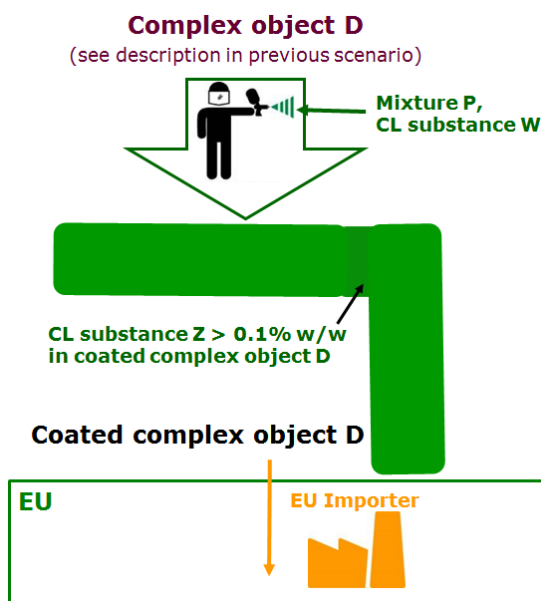 Complex object D
(see description in previous scenario)
Mixture P,
CL substance W
CL substance Z > 0.1% w/w
in coated complex object D
Coated complex object D
EU
EU Importer